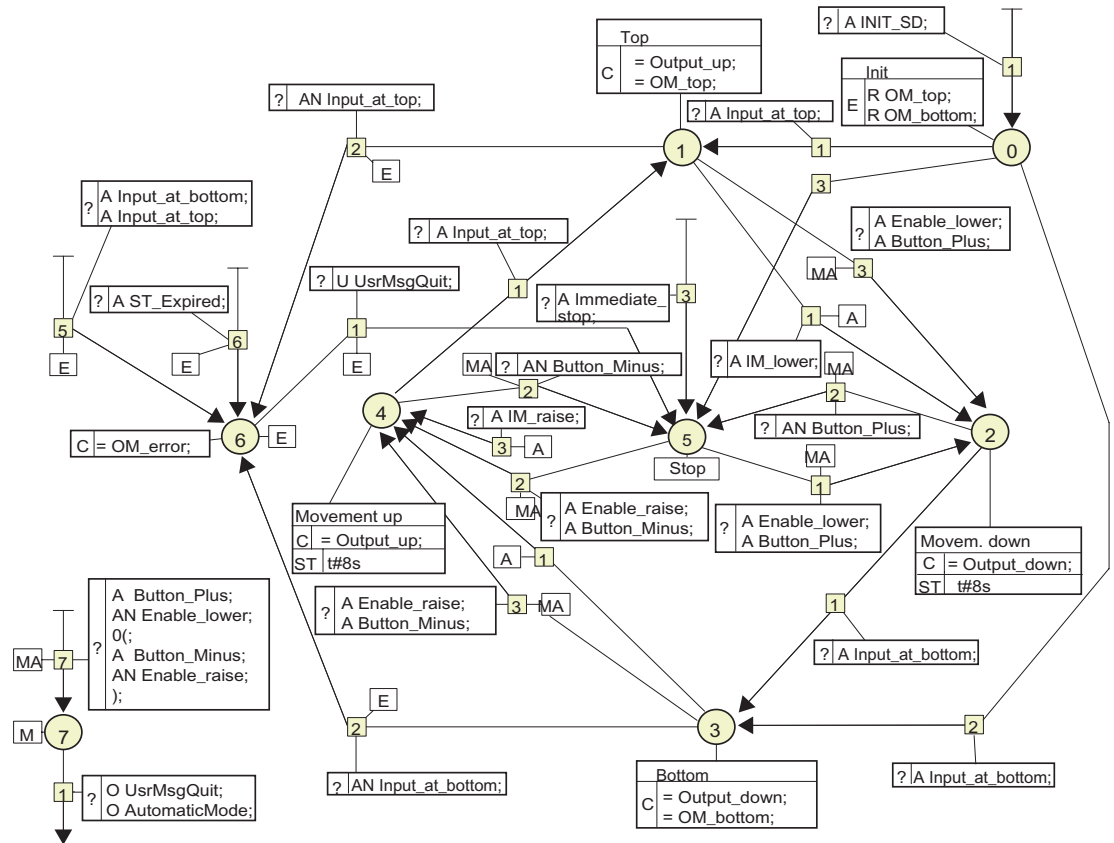 ? A INIT_SD;
1
Top
C = Output_up;
= OM_top;
Init
E R OM_top;
R OM_bottom;
? AN Input_at_top;
? A Input_at_top;
2
1
1
0
E
3
? A Input_at_bottom;
A Input_at_top;
? A Enable_lower;
A Button_Plus;
? A Input_at_top;
MA 3
? A ST_Expired;
? U UsrMsgQuit;
1
? A Immediate_
stop;
3
5
6
1
1 A
E
E
E
? A IM_lower;
MA
? AN Button_Minus;
MA
2
2
4
? A IM_raise;
? AN Button_Plus;
C = OM_error;
6
E
3 A
5
2
Stop
MA
2
1
MA
? A Enable_raise;
A Button_Minus;
? A Enable_lower;
A Button_Plus;
Movement up
C = Output_up;
ST t#8s
A 1
Movem. down
C = Output_down;
ST t#8s
? A Enable_raise;
A Button_Minus;
3 MA
1
? A Input_at_bottom;
? A Button_Plus;
AN Enable_lower;
0(;
A Button_Minus;
AN Enable_raise;
);
MA 7
M 7
E
2
3
2
? AN Input_at_bottom;
? A Input_at_bottom;
1
? O UsrMsgQuit;
O AutomaticMode;
Bottom
C = Output_down;
= OM_bottom;